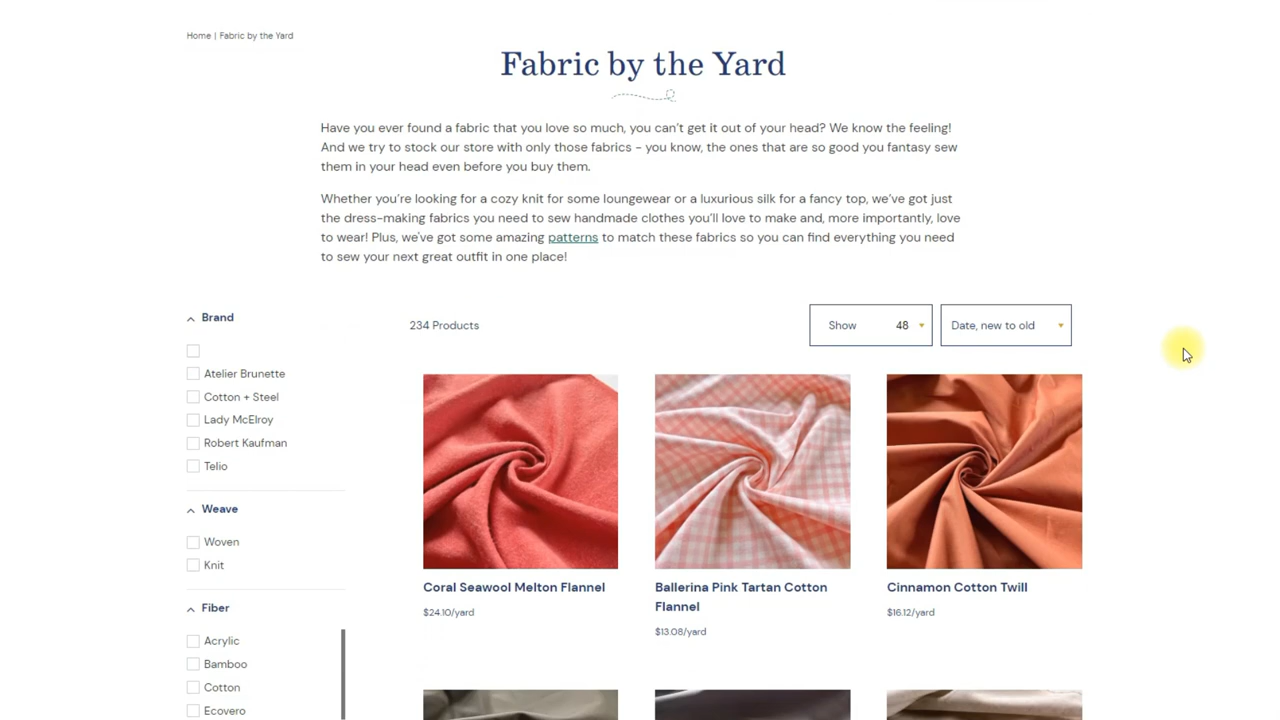 Home | Fabric by the Yard
Fabric by the Yard
Have you ever found a fabric that you love so much, you can't get it out of your head? We know the feeling!
And we try to stock our store with only those fabrics - you know, the ones that are so good you fantasy sew
them in your head even before you buy them.
Whether you're looking for a cozy knit for some loungewear or a luxurious silk for a fancy top, we've got just
the dress-making fabrics you need to sew handmade clothes you'll love to make and, more importantly, love
to wear! Plus, we've got some amazing patterns to match these fabrics so you can find everything you need
to sew your next great outfit in one place!
Brand
234 Products
Show 48
Date, new to old
Atelier Brunette
Cotton + Steel
Lady McElroy
Robert Kaufman
Telio
Weave
Woven
Knit
Fiber
Acrylic
Bamboo
Cotton
Ecovero
Coral Seawool Melton Flannel
$24.10/yard
Ballerina Pink Tartan Cotton
Flannel
$13.08/yard
Cinnamon Cotton Twill
$16.12/yard